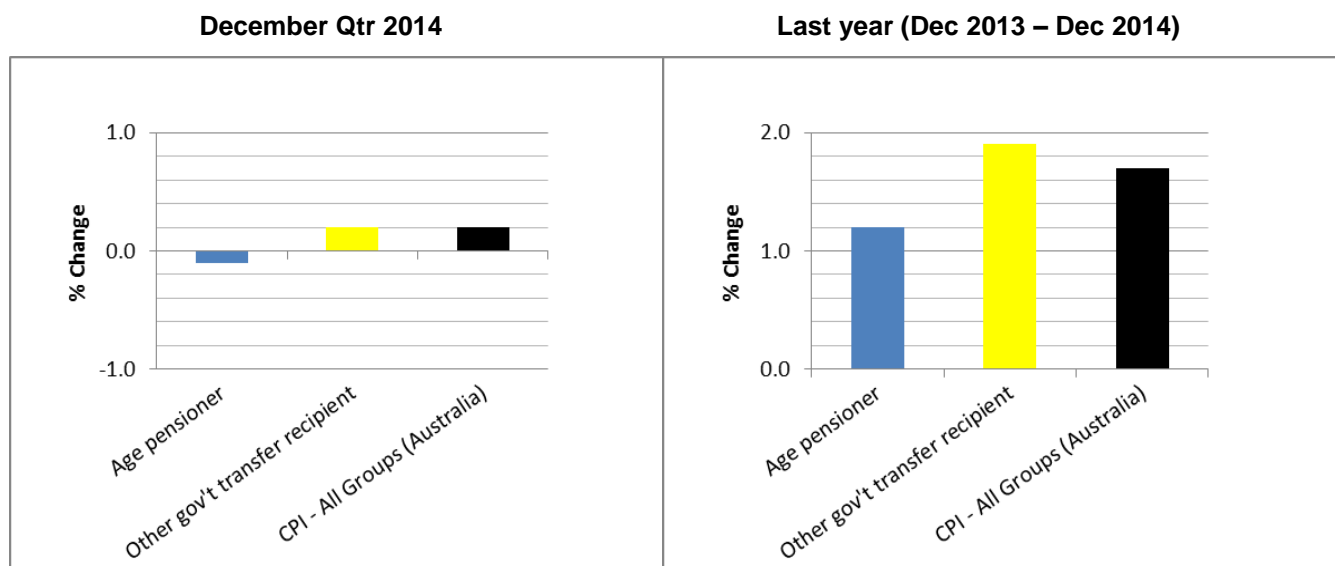 December Qtr 2014
1.0
0.0
-1.0
% Change
Age pensioner
Other gov't transfer recipient
CPI - All Groups (Australia)
Last year (Dec 2013 – Dec 2014)
2.0
1.0
0.0
% Change
Age pensioner
Other gov't transfer recipient
CPI - All Groups (Australia)